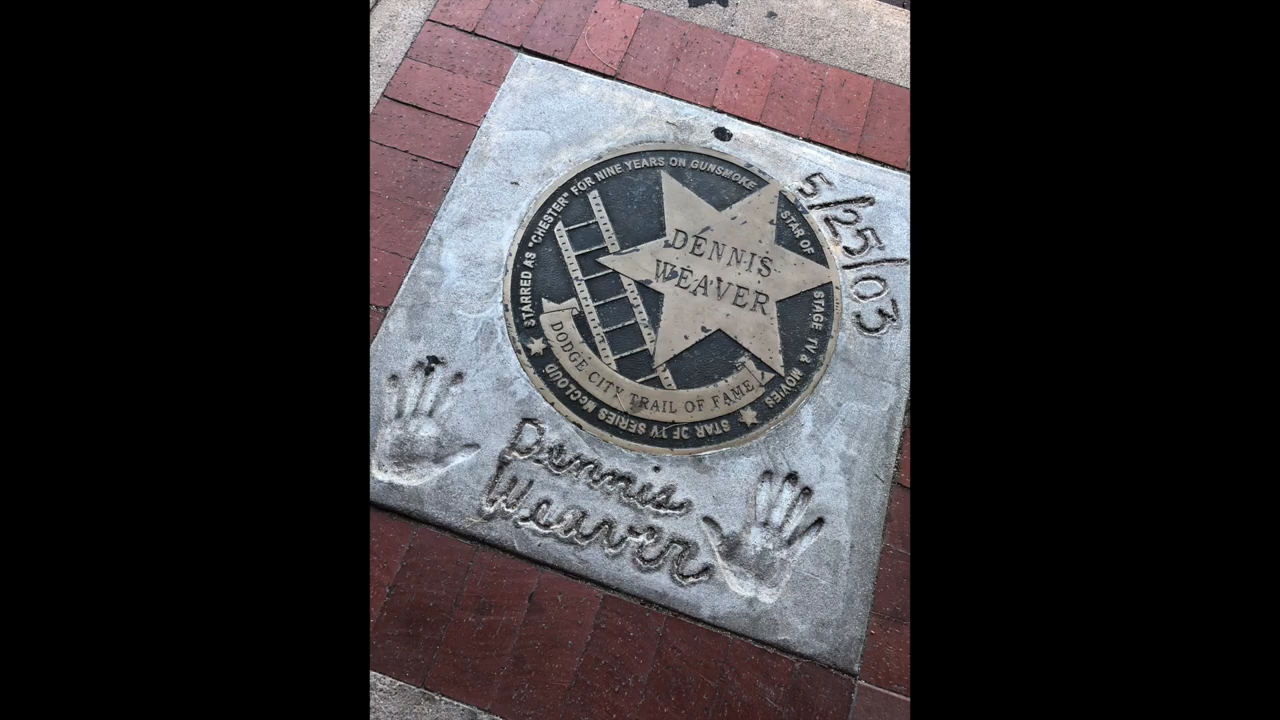 STARRED AS "CHESTER" FOR NINE YEARS ON GUNSMOKE
STAR OF STAGE TV & MOVIES
STAR OF TV SERIES McCLOUD
DENNIS
WEAVER
DODGE CITY TRAIL OF FAME
5/25/03
Dennis
Weaver